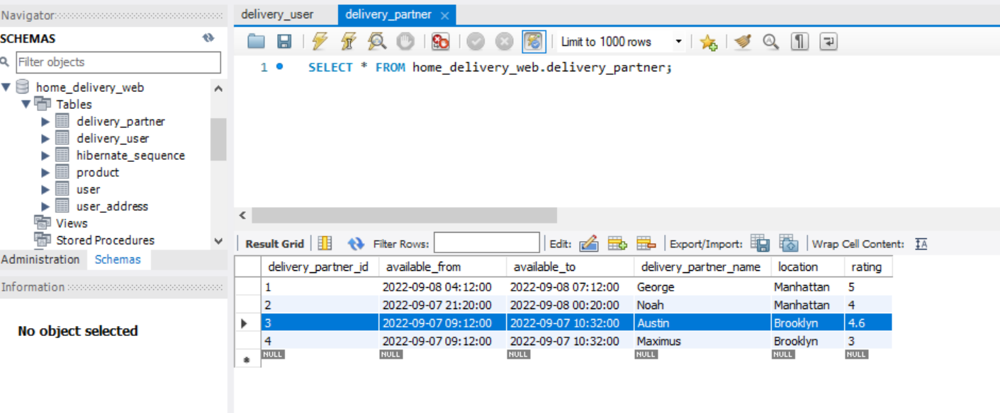 Navigator
SCHEMAS
Filter objects
home_delivery_web
Tables
delivery_partner
delivery_user
hibernate_sequence
product
user
user_address
Views
Stored Procedures
Administration Schemas
Information
No object selected
delivery_user delivery_partner
Limit to 1000 rows
1 SELECT * FROM home_delivery_web.delivery_partner;
Result Grid Filter Rows: Edit: Export/Import: Wrap Cell Content: IA
delivery_partner_id available_from available_to delivery_partner_name location rating
1 2022-09-08 04:12:00 2022-09-08 07:12:00 George Manhattan 5
2 2022-09-07 21:20:00 2022-09-08 00:20:00 Noah Manhattan 4
3 2022-09-07 09:12:00 2022-09-07 10:32:00 Austin Brooklyn 4.6
4 2022-09-07 09:12:00 2022-09-07 10:32:00 Maximus Brooklyn 3
NULL NULL NULL NULL NULL NULL